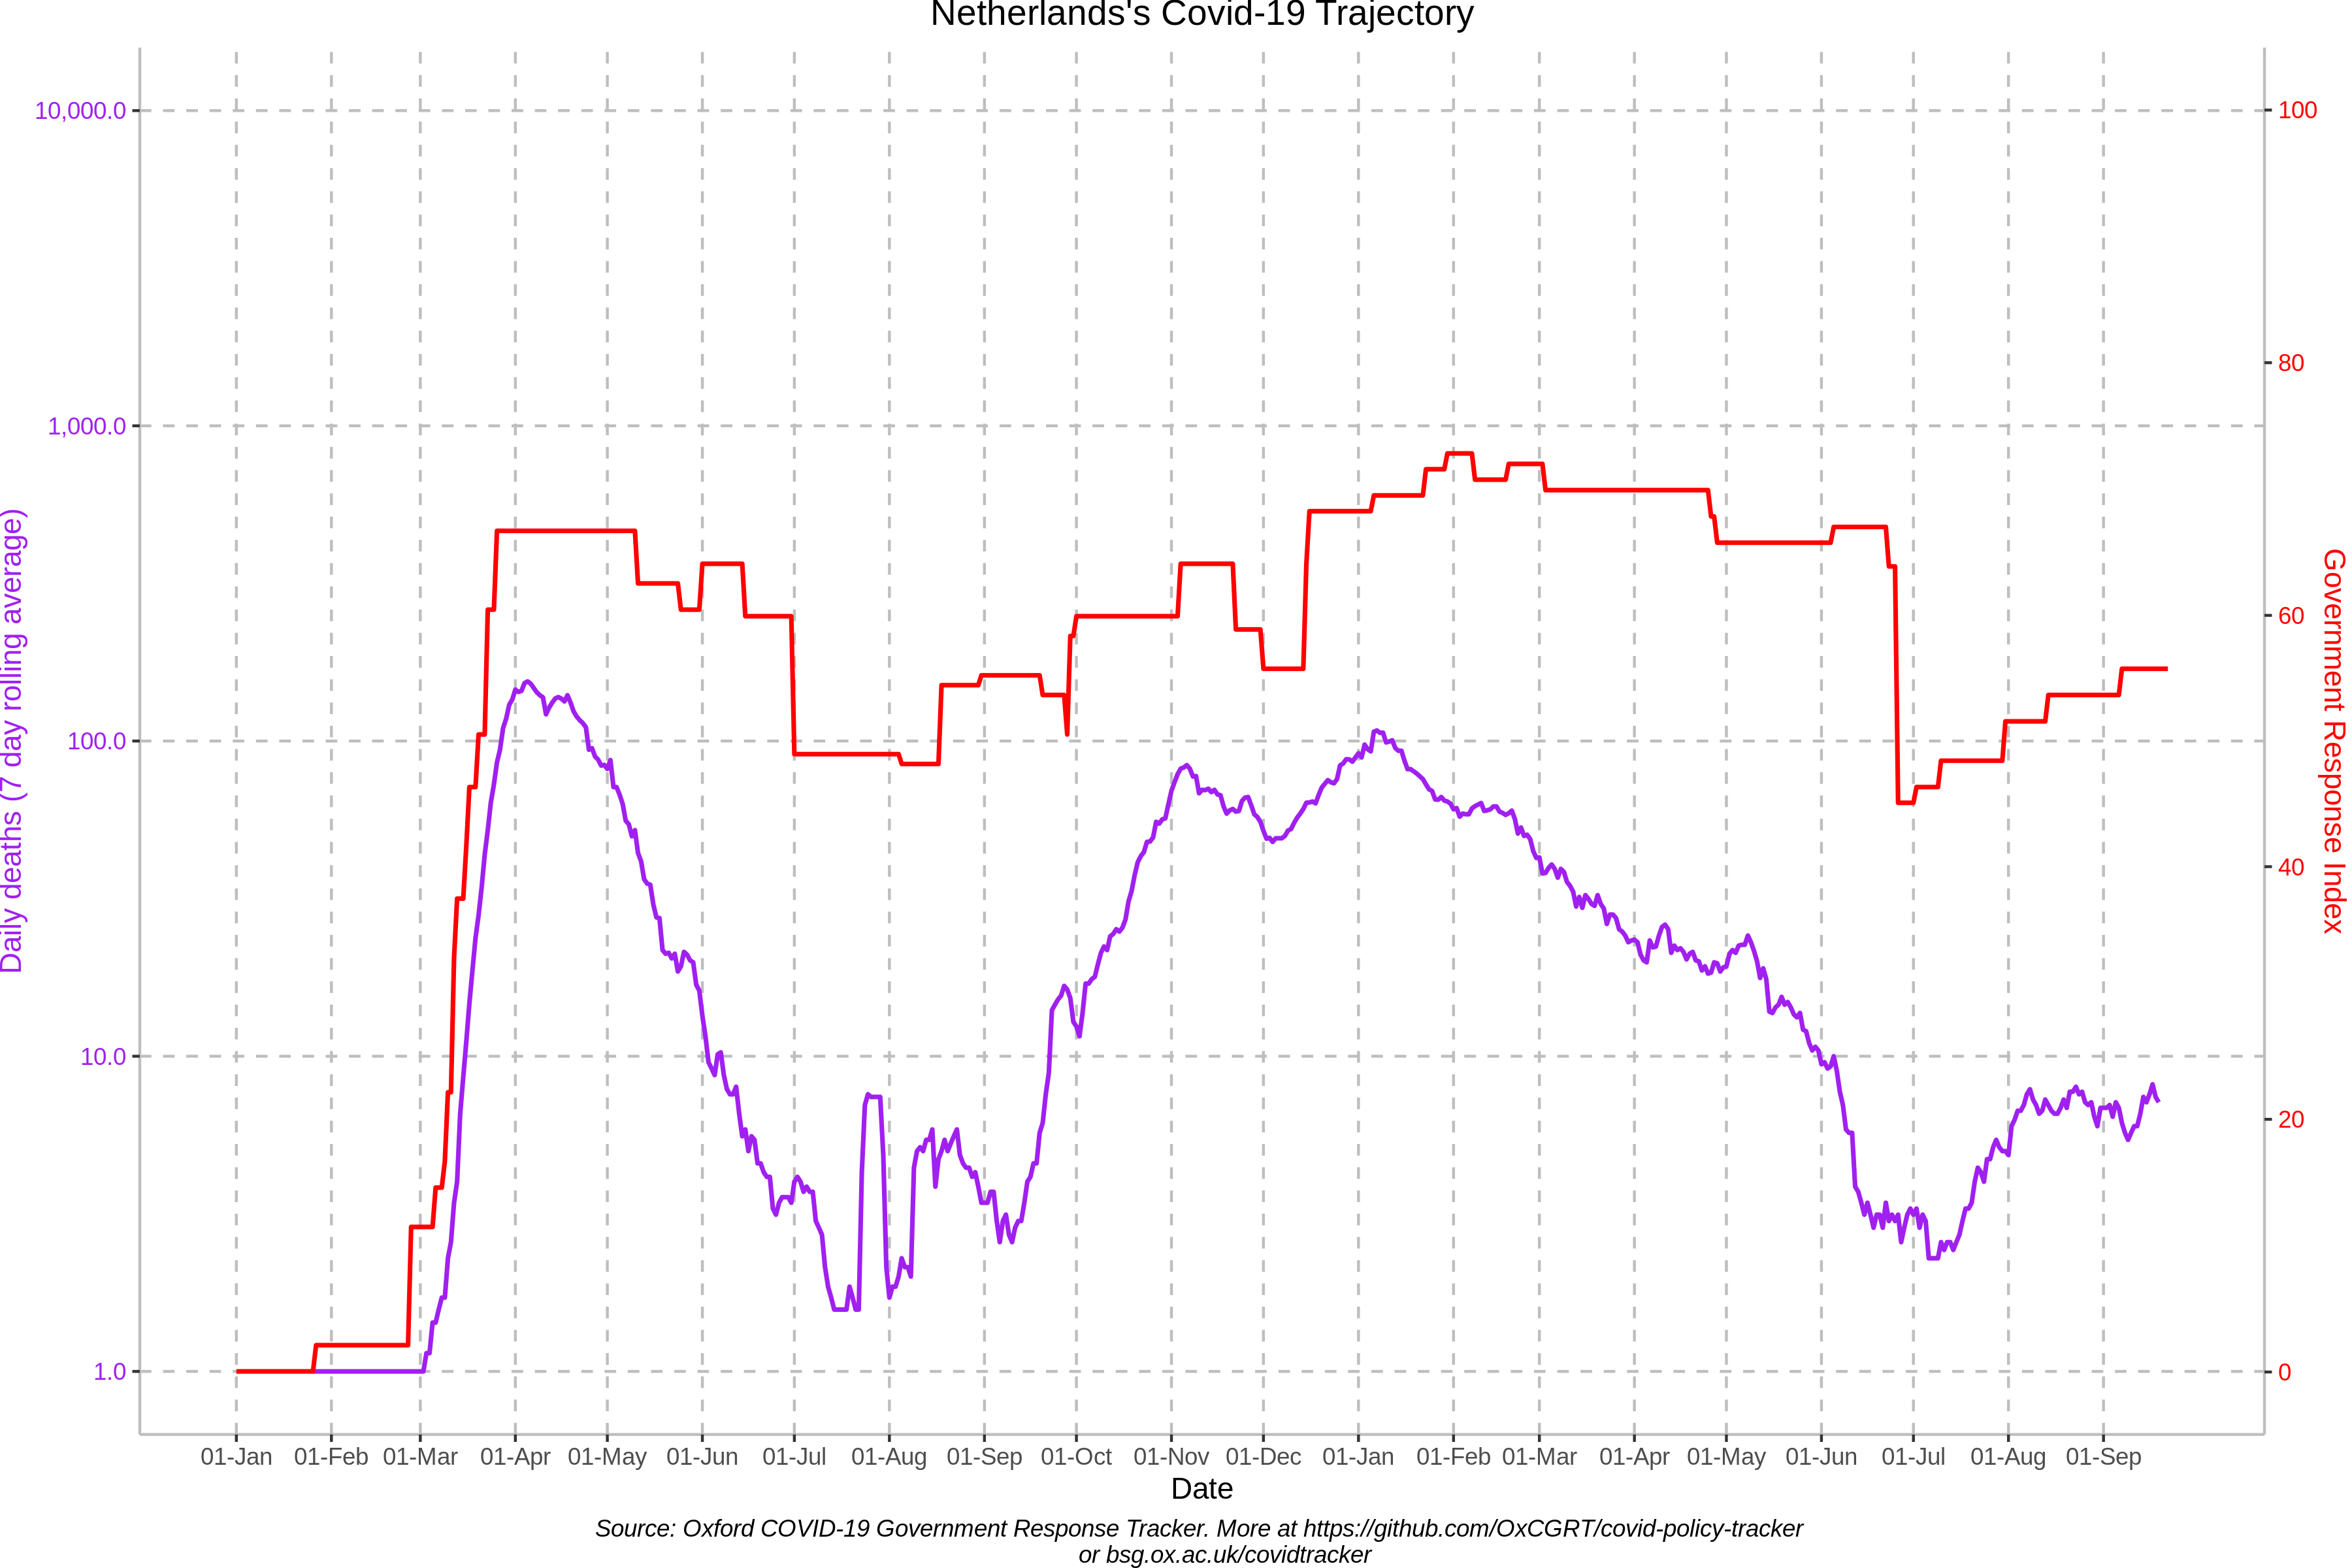 Netherlands's Covid-19 Trajectory
Daily deaths (7 day rolling average)
10,000.0
1,000.0
100.0
10.0
1.0
100
80
60
40
20
0
Government Response Index
01-Jan 01-Feb 01-Mar 01-Apr 01-May 01-Jun 01-Jul 01-Aug 01-Sep 01-Oct 01-Nov 01-Dec 01-Jan 01-Feb 01-Mar 01-Apr 01-May 01-Jun 01-Jul 01-Aug 01-Sep
Date
Source: Oxford COVID-19 Government Response Tracker. More at https://github.com/OxCGRT/covid-policy-tracker
or bsg.ox.ac.uk/covidtracker